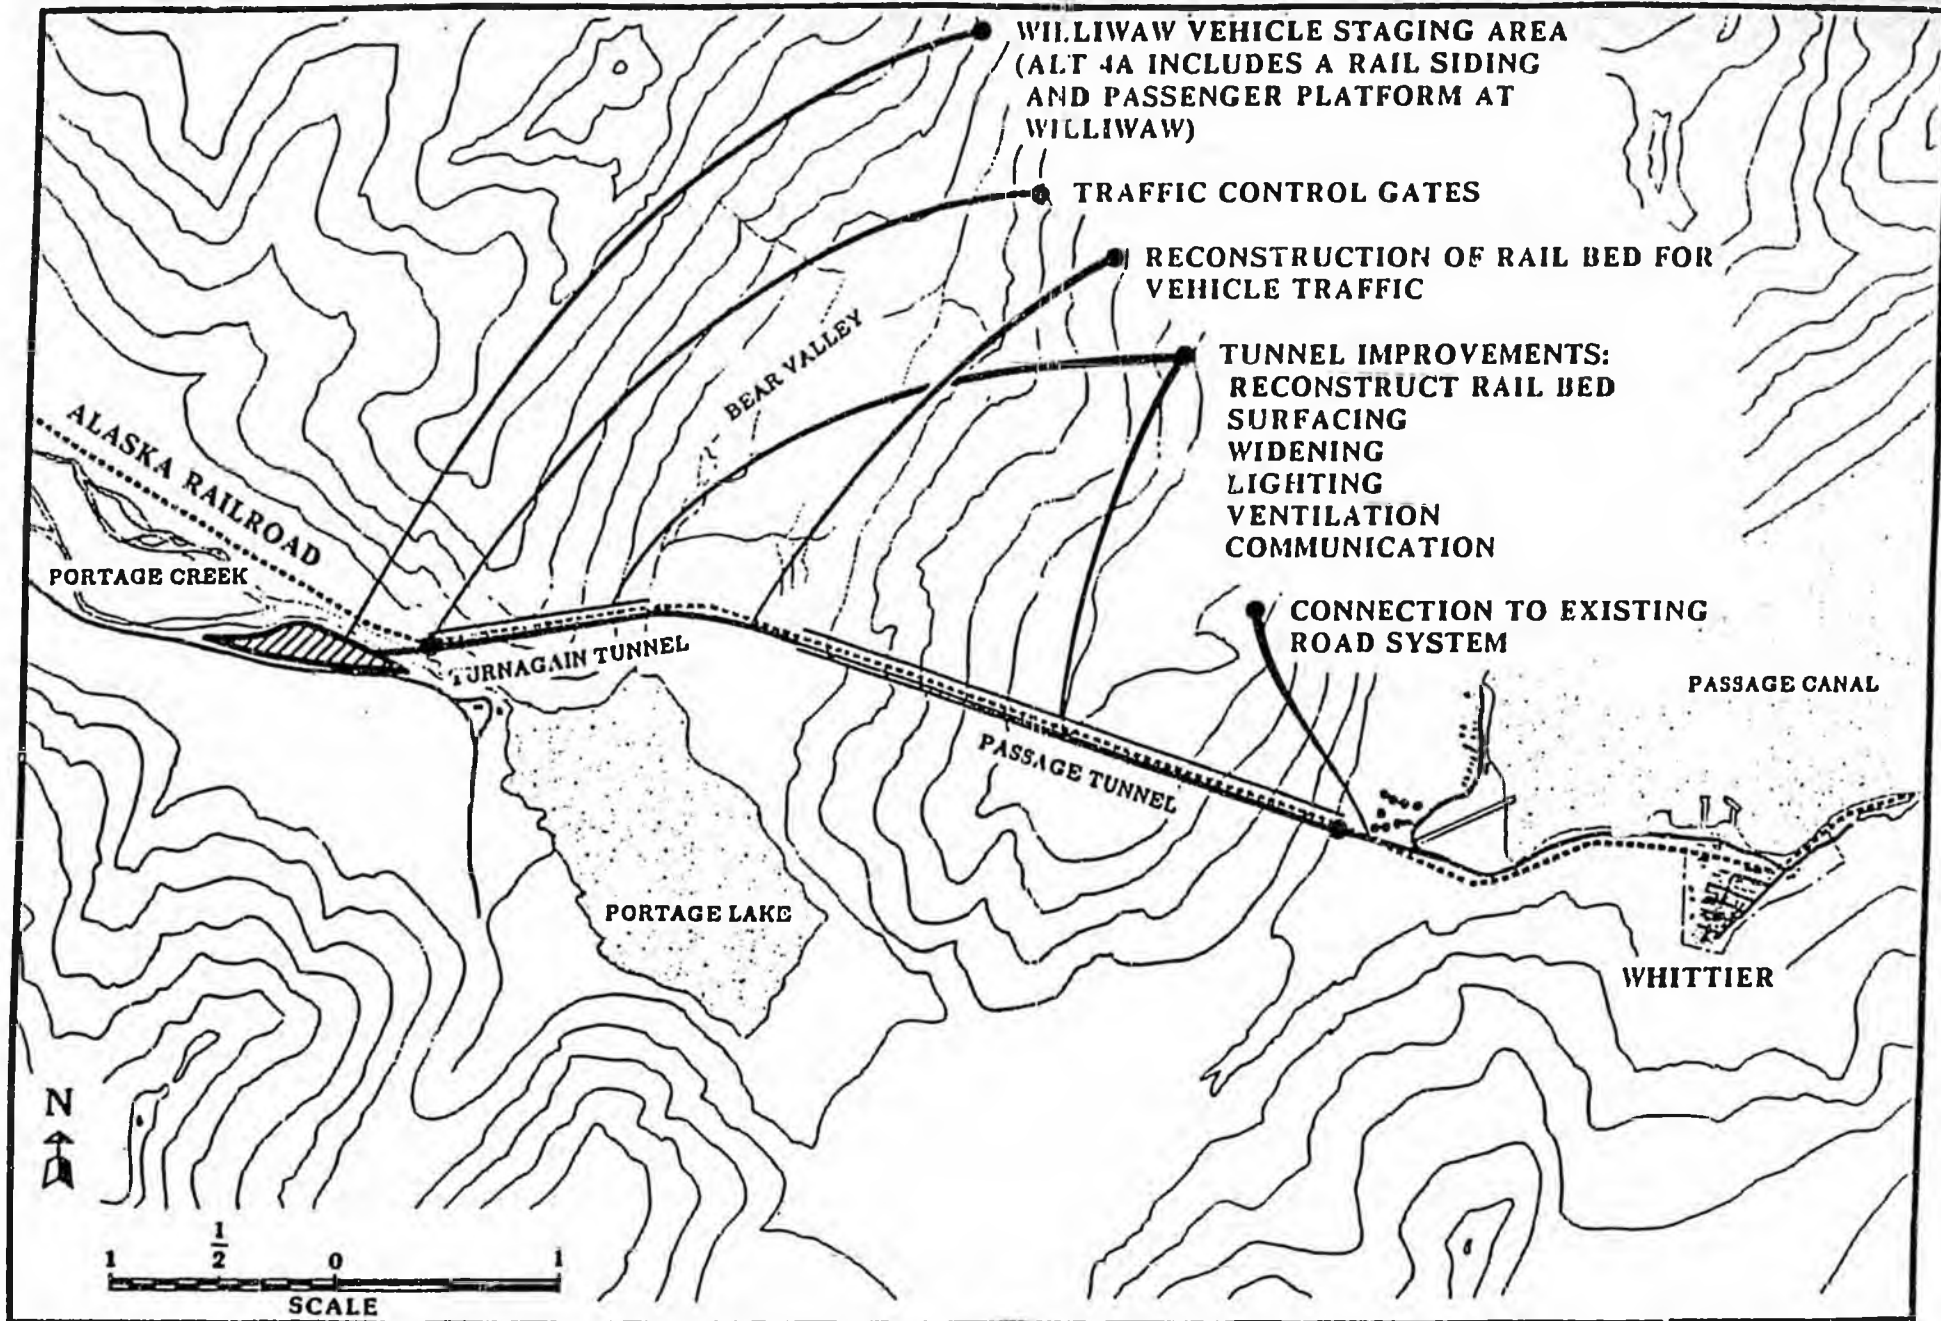 WILLIWAW VEHICLE STAGING AREA
(ALT 4A INCLUDES A RAIL SIDING
AND PASSENGER PLATFORM AT
WILLIWAW)
TRAFFIC CONTROL GATES
RECONSTRUCTION OF RAIL BED FOR
VEHICLE TRAFFIC
TUNNEL IMPROVEMENTS:
RECONSTRUCT RAIL BED
SURFACING
WIDENING
LIGHTING
VENTILATION
COMMUNICATION
CONNECTION TO EXISTING
ROAD SYSTEM
BEAR VALLEY
ALASKA RAILROAD
PORTAGE CREEK
TURNAGAIN TUNNEL
PASSAGE CANAL
PASSAGE TUNNEL
PORTAGE LAKE
WHITTIER
N
1 1/2 0 1
SCALE